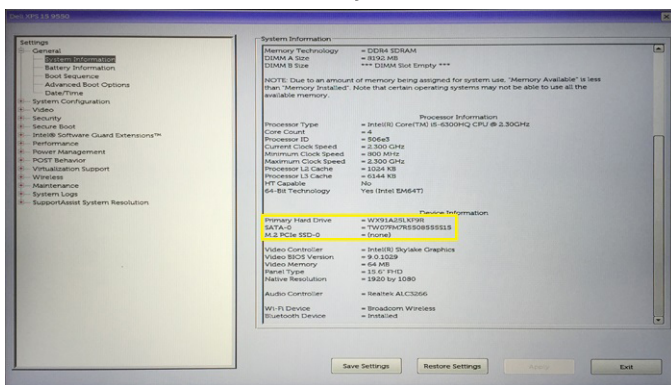 Dell XPS 15 9550
Settings
General
System Information
Battery Information
Boot Sequence
Advanced Boot Options
Date/Time
System Configuration
Video
Security
Secure Boot
Intel® Software Guard Extensions™
Performance
Power Management
POST Behavior
Virtualization Support
Wireless
Maintenance
System Logs
SupportAssist System Resolution
System Information
Memory Technology = DDR4 SDRAM
DIMM A Size = 8192 MB
DIMM B Size *** DIMM Slot Empty ***
NOTE: Due to an amount of memory being assigned for system use, "Memory Available" is less
than "Memory Installed". Note that certain operating systems may not be able to use all the
available memory.
Processor Information
Processor Type = Intel(R) Core(TM) i5-6300HQ CPU @ 2.30GHz
Core Count = 4
Processor ID = 506e3
Current Clock Speed = 2.300 GHz
Minimum Clock Speed = 800 MHz
Maximum Clock Speed = 2.300 GHz
Processor L2 Cache = 1024 KB
Processor L3 Cache = 6144 KB
HT Capable No
64-Bit Technology Yes (Intel EM64T)
Device Information
Primary Hard Drive = WX91A25LKF9R
SATA-0 = TW07FM7R5508555515
M.2 PCIe SSD-0 = (none)
Video Controller = Intel(R) Skylake Graphics
Video BIOS Version = 9.0.1029
Video Memory = 64 MB
Panel Type = 15.6" FHD
Native Resolution = 1920 by 1080
Audio Controller = Realtek ALC3266
Wi-Fi Device = Broadcom Wireless
Bluetooth Device = Installed
Save Settings Restore Settings Apply Exit